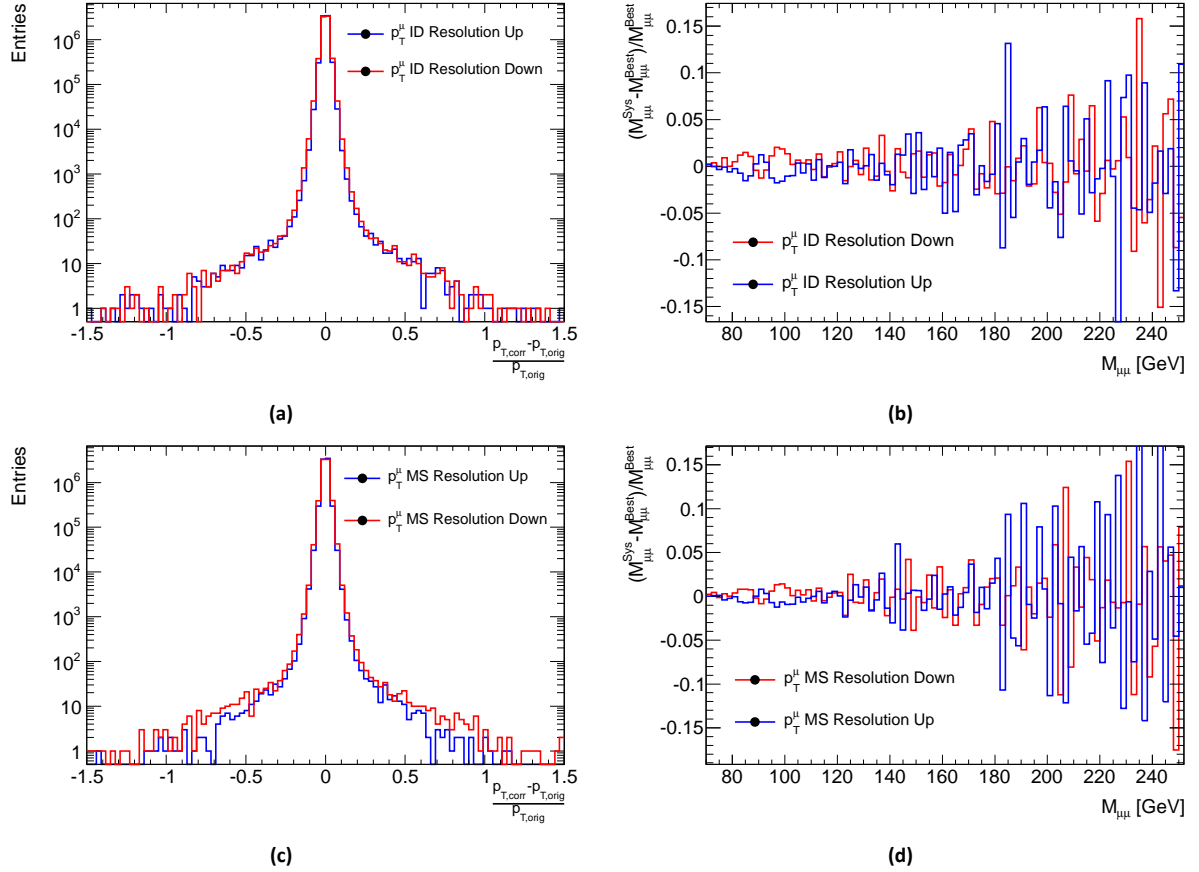 Entries
10^6
10^5
10^4
10^3
10^2
10
1
p_T^μ ID Resolution Up
p_T^μ ID Resolution Down
-1.5 -1 -0.5 0 0.5 1 1.5
p_T,corr-p_T,orig
p_T,orig
(a)
(M_μμ^Sys-M_μμ^Best)/M_μμ^Best
0.15
0.1
0.05
0
-0.05
-0.1
-0.15
p_T^μ ID Resolution Down
p_T^μ ID Resolution Up
80 100 120 140 160 180 200 220 240
M_μμ [GeV]
(b)
Entries
10^6
10^5
10^4
10^3
10^2
10
1
p_T^μ MS Resolution Up
p_T^μ MS Resolution Down
-1.5 -1 -0.5 0 0.5 1 1.5
p_T,corr-p_T,orig
p_T,orig
(c)
(M_μμ^Sys-M_μμ^Best)/M_μμ^Best
0.15
0.1
0.05
0
-0.05
-0.1
-0.15
p_T^μ MS Resolution Down
p_T^μ MS Resolution Up
80 100 120 140 160 180 200 220 240
M_μμ [GeV]
(d)